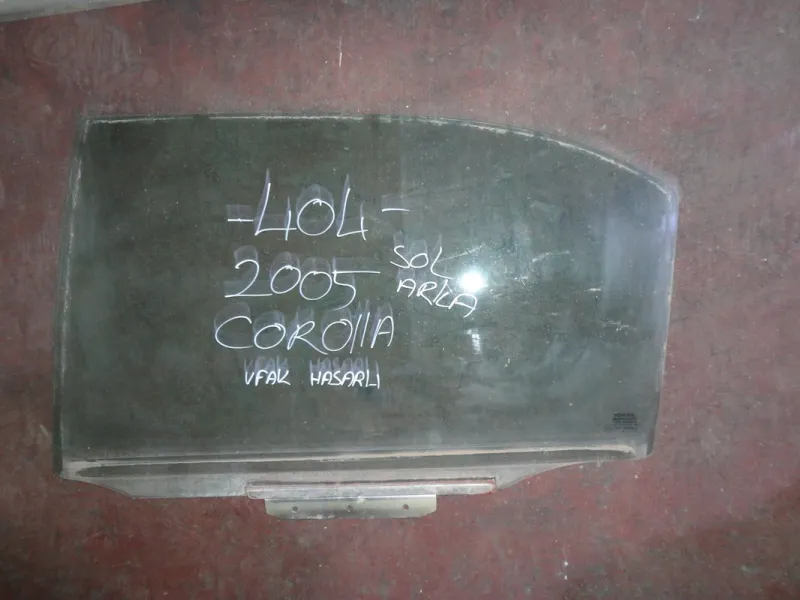 -404-
2005
SOL
ARKA
COROllA
UFAK HASARLI